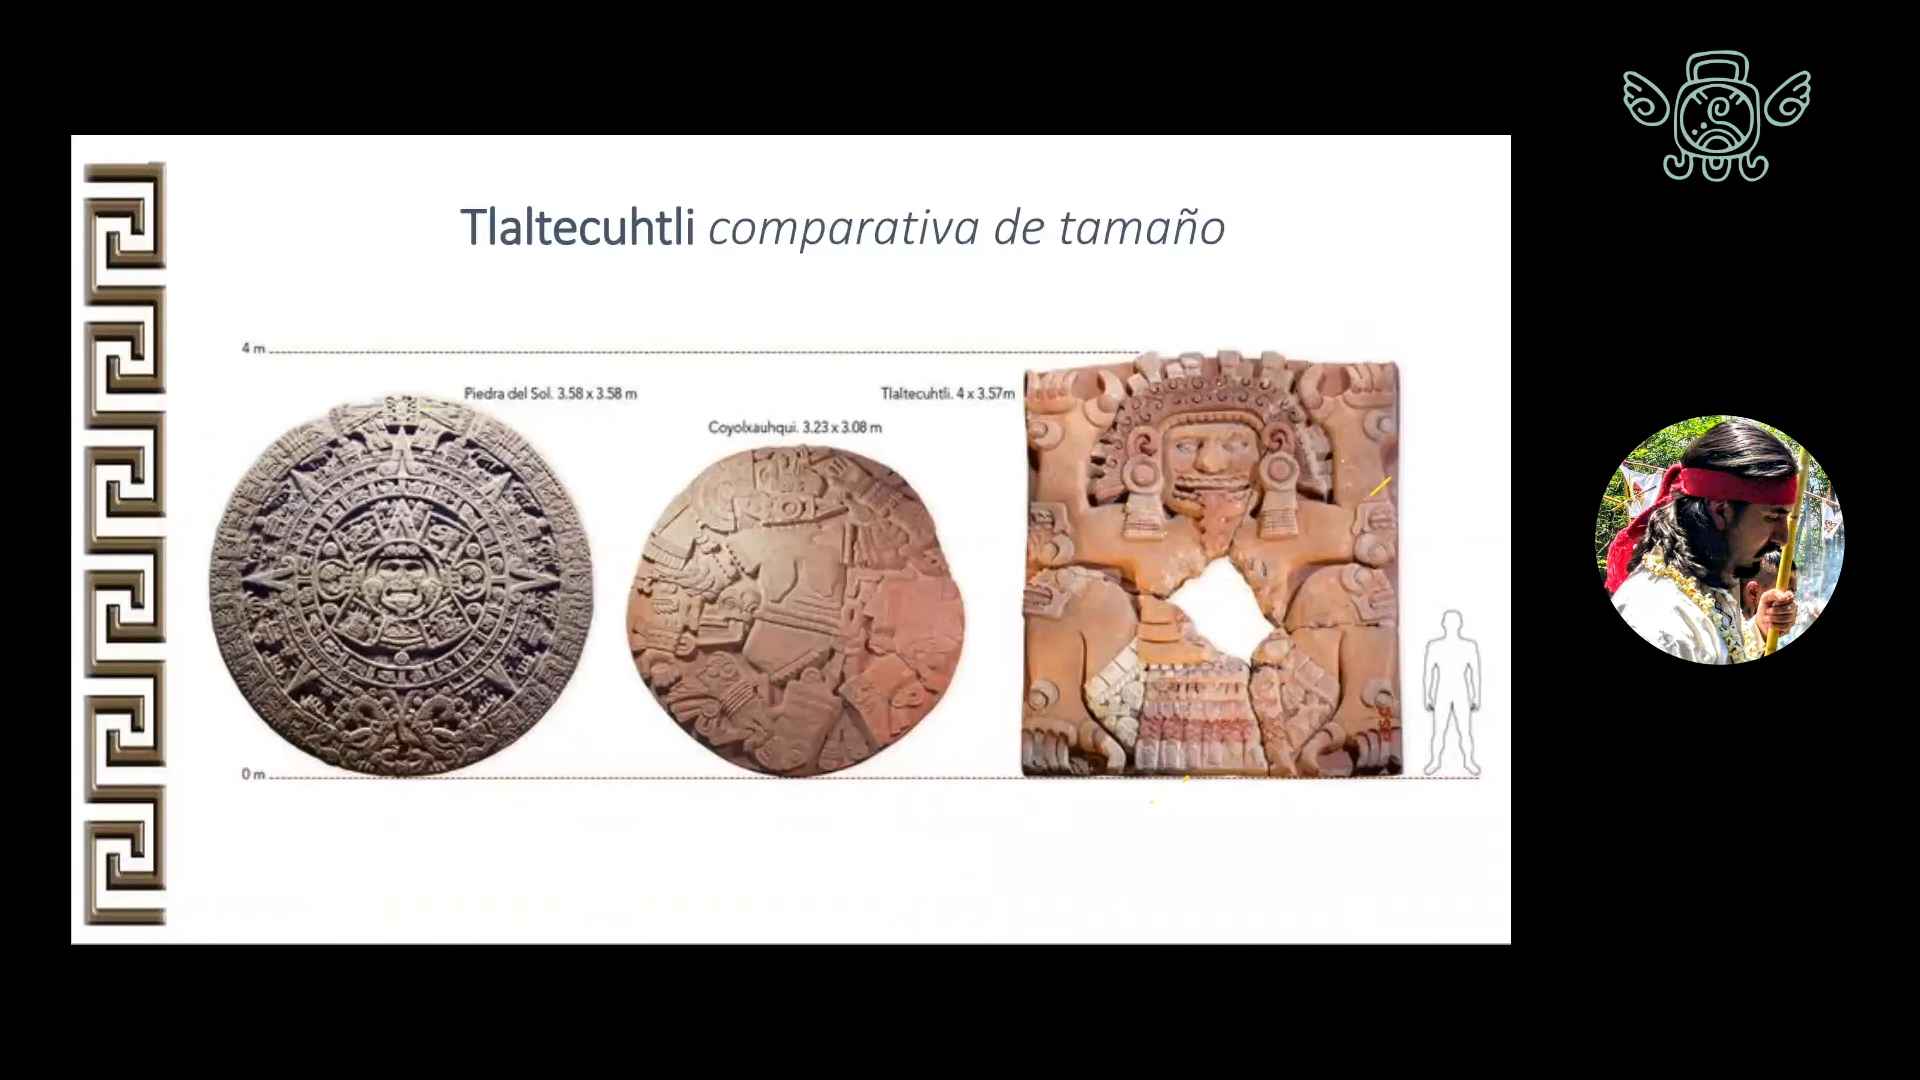 Tlaltecuhtli comparativa de tamaño
4 m
Piedra del Sol. 3.58 x 3.58 m
Tlaltecuhtli. 4 x 3.57m
Coyolxauhqui. 3.23 x 3.08 m
0 m